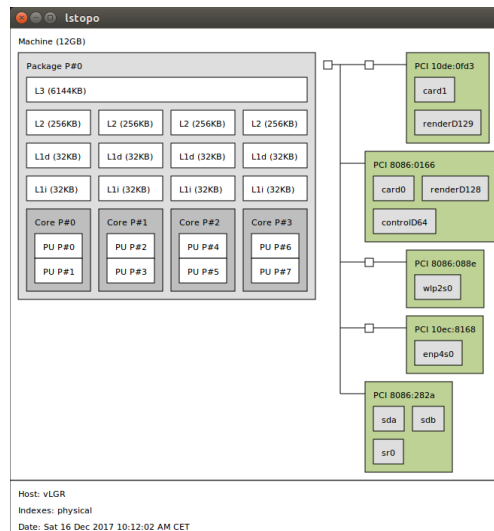 lstopo
Machine (12GB)
Package P#0
L3 (6144KB)
L2 (256KB) L2 (256KB) L2 (256KB) L2 (256KB)
L1d (32KB) L1d (32KB) L1d (32KB) L1d (32KB)
L1i (32KB) L1i (32KB) L1i (32KB) L1i (32KB)
Core P#0 Core P#1 Core P#2 Core P#3
PU P#0 PU P#2 PU P#4 PU P#6
PU P#1 PU P#3 PU P#5 PU P#7
PCI 10de:0fd3
card1
renderD129
PCI 8086:0166
card0 renderD128
controlD64
PCI 8086:088e
wlp2s0
PCI 10ec:8168
enp4s0
PCI 8086:282a
sda sdb
sr0
Host: vLGR
Indexes: physical
Date: Sat 16 Dec 2017 10:12:02 AM CET